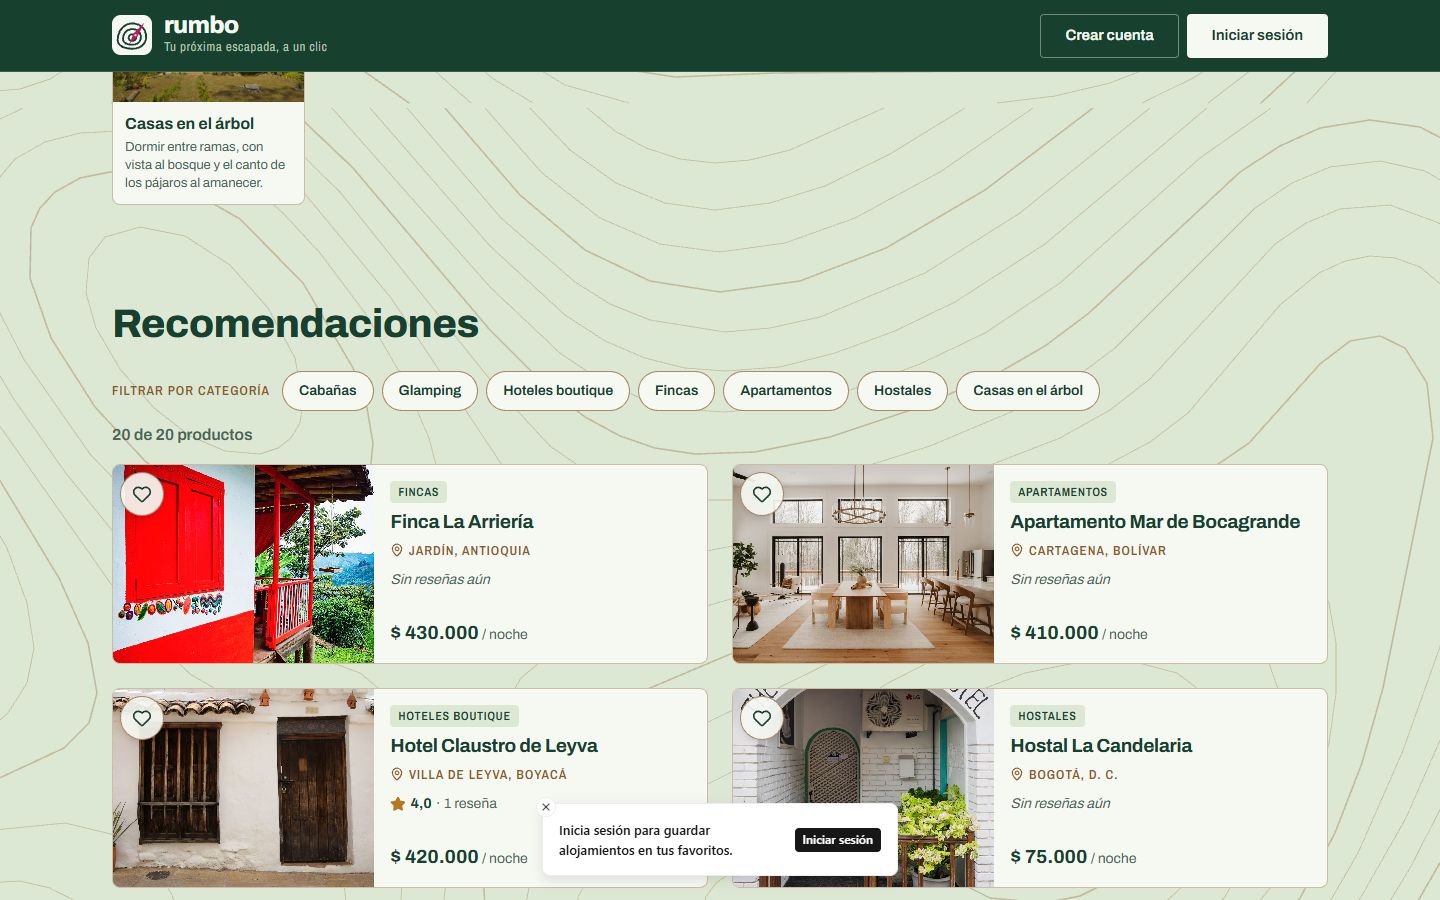 rumbo
Tu próxima escapada, a un clic
Crear cuenta
Iniciar sesión
Casas en el árbol
Dormir entre ramas, con
vista al bosque y el canto de
los pájaros al amanecer.
Recomendaciones
FILTRAR POR CATEGORÍA
Cabañas
Glamping
Hoteles boutique
Fincas
Apartamentos
Hostales
Casas en el árbol
20 de 20 productos
FINCAS
Finca La Arriería
JARDÍN, ANTIOQUIA
Sin reseñas aún
$ 430.000 / noche
APARTAMENTOS
Apartamento Mar de Bocagrande
CARTAGENA, BOLÍVAR
Sin reseñas aún
$ 410.000 / noche
HOTELES BOUTIQUE
Hotel Claustro de Leyva
VILLA DE LEYVA, BOYACÁ
4,0 · 1 reseña
$ 420.000 / noche
HOSTALES
Hostal La Candelaria
BOGOTÁ, D. C.
Sin reseñas aún
$ 75.000 / noche
Inicia sesión para guardar
alojamientos en tus favoritos.
Iniciar sesión